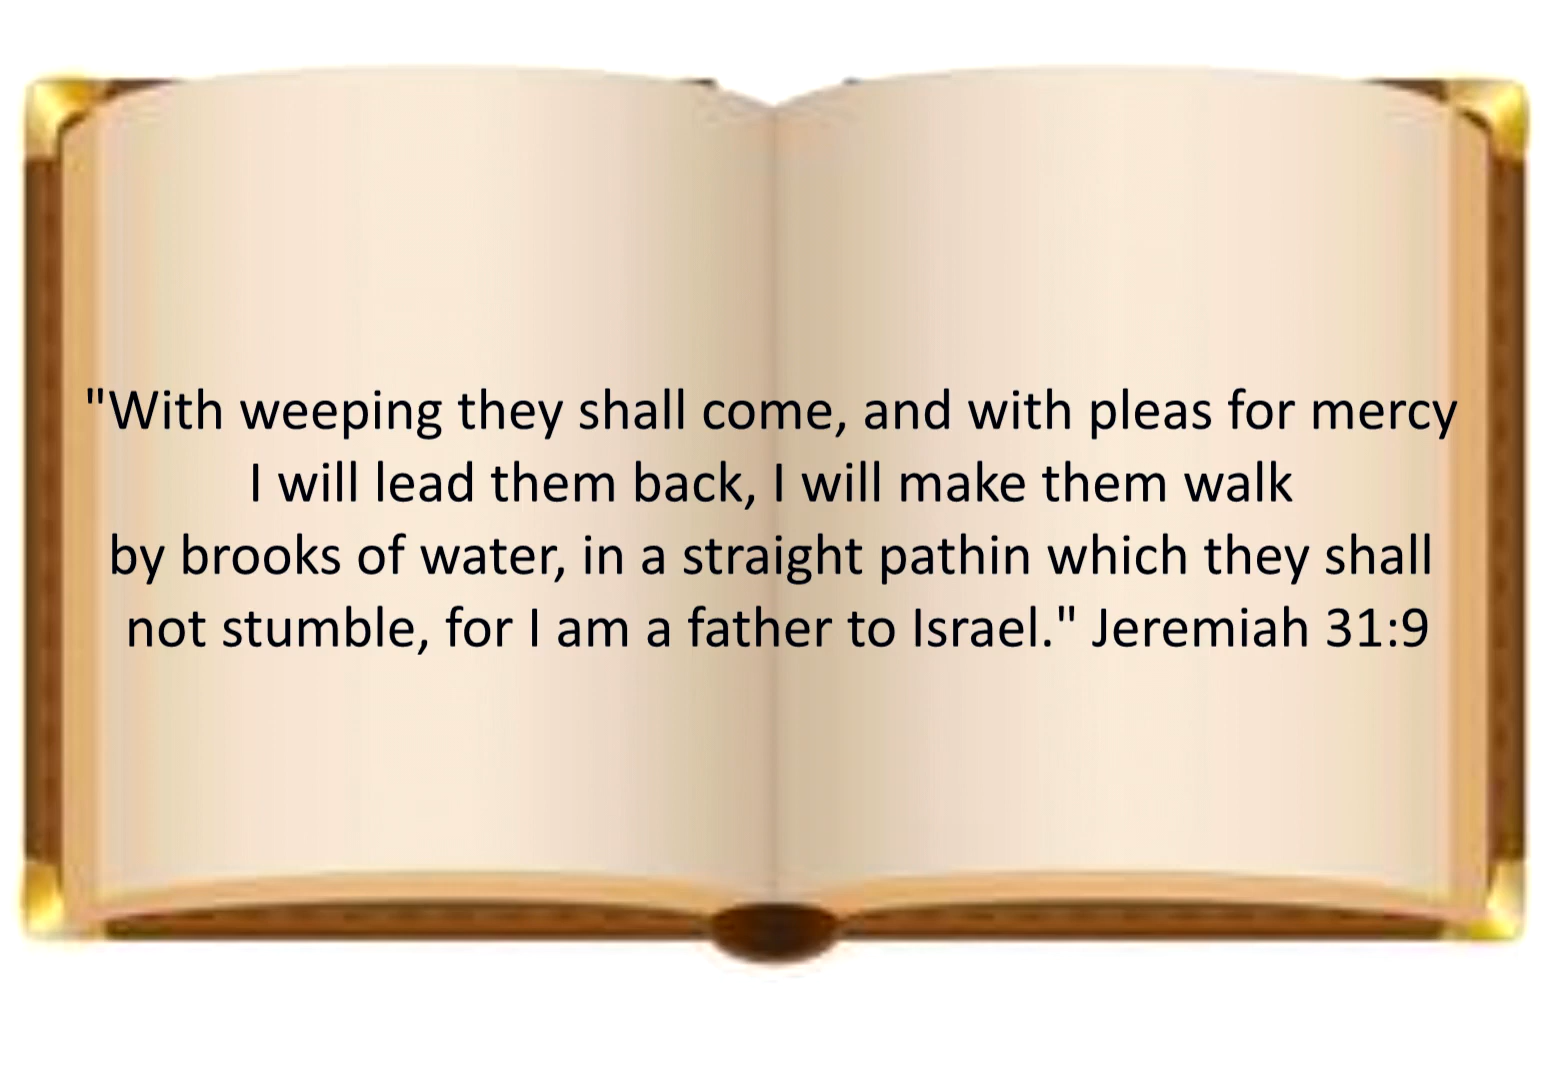 "With weeping they shall come, and with pleas for mercy
I will lead them back, I will make them walk
by brooks of water, in a straight pathin which they shall
not stumble, for I am a father to Israel." Jeremiah 31:9